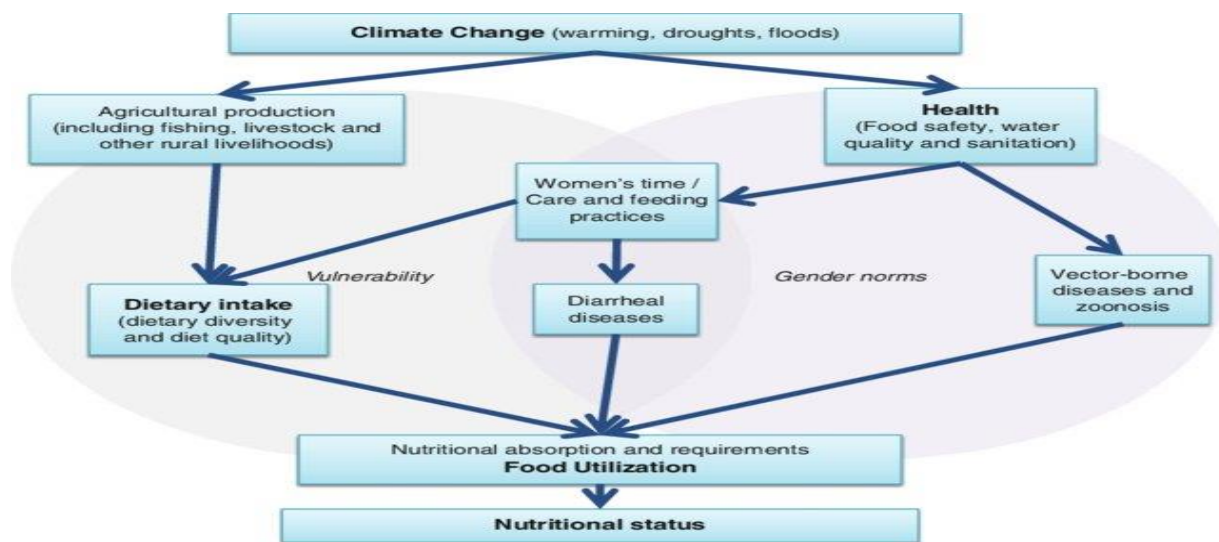 Climate Change (warming, droughts, floods)
Agricultural production
(including fishing, livestock and
other rural livelihoods)
Health
(Food safety, water
quality and sanitation)
Women's time /
Care and feeding
practices
Vulnerability
Gender norms
Dietary intake
(dietary diversity
and diet quality)
Diarrheal
diseases
Vector-borne
diseases and
zoonosis
Nutritional absorption and requirements
Food Utilization
Nutritional status